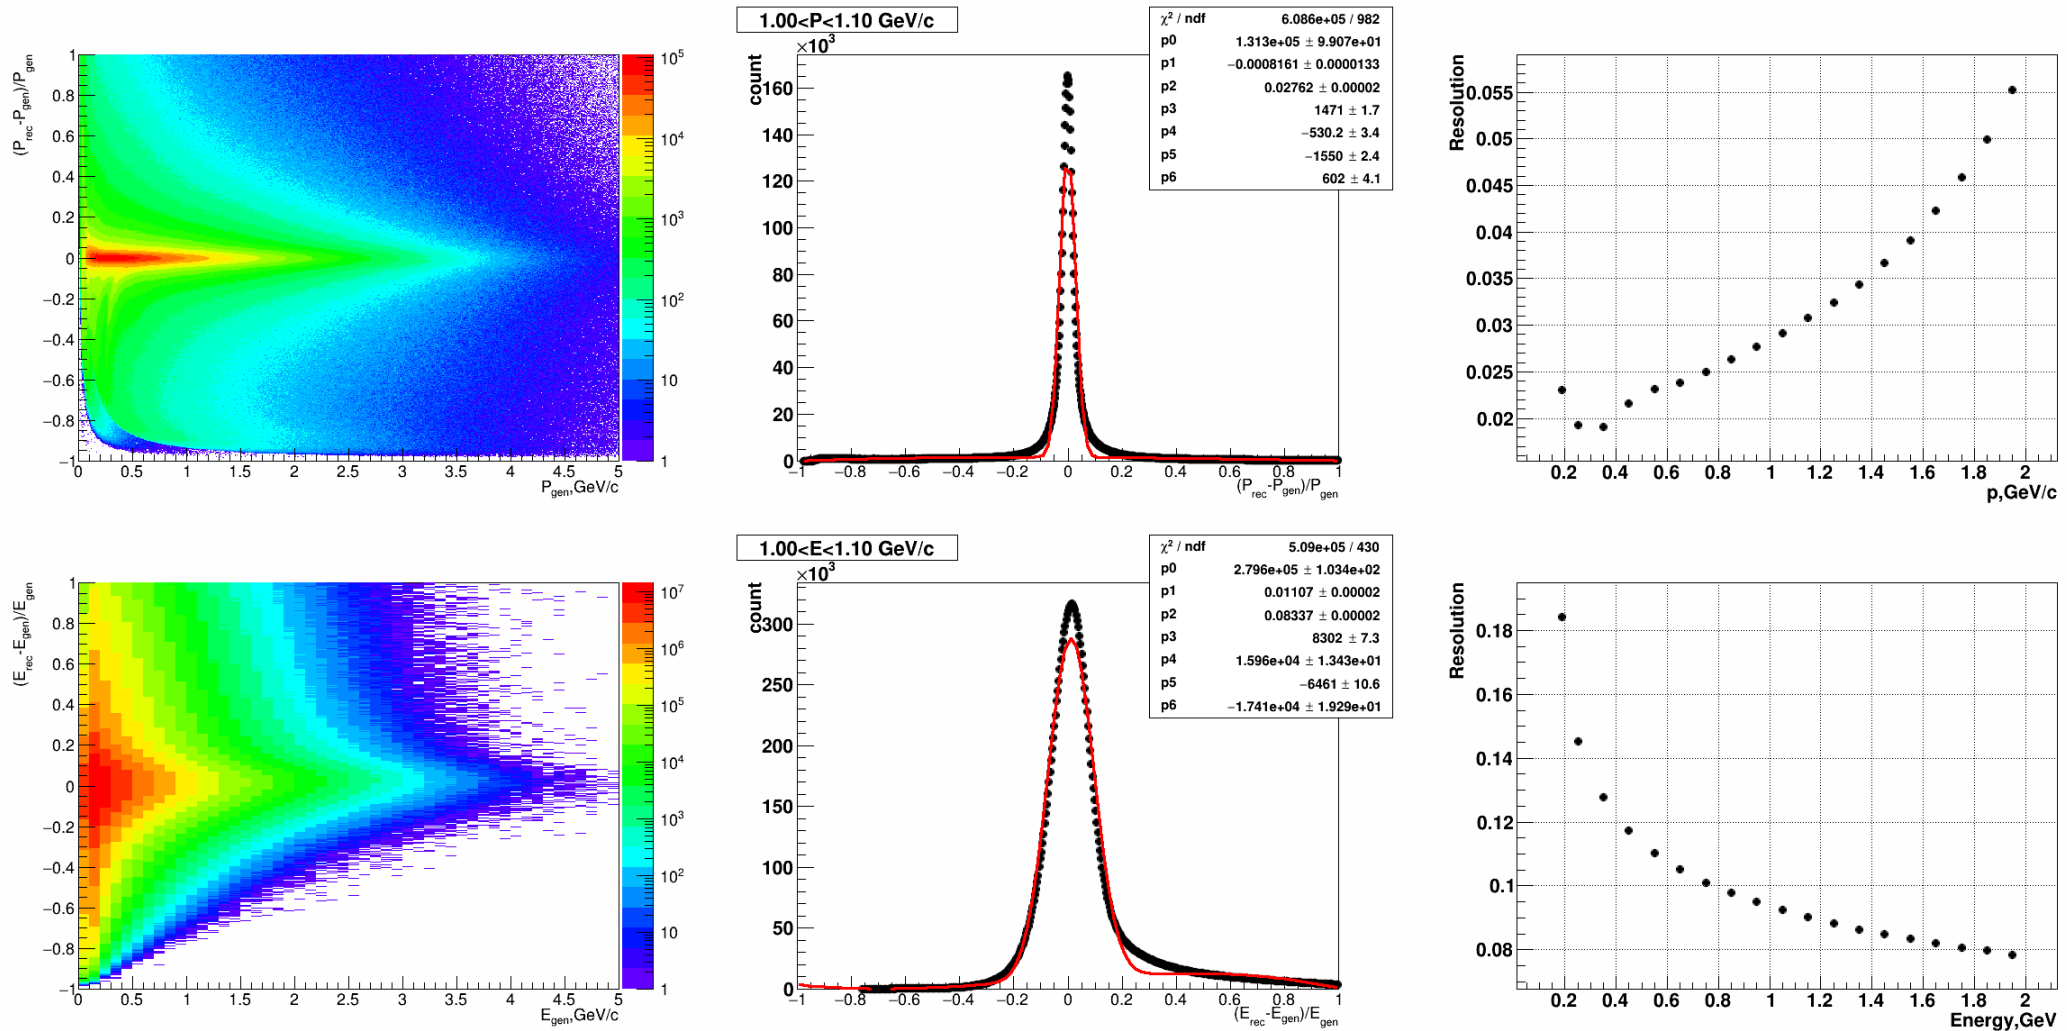 (P_rec-P_gen)/P_gen
1
0.8
0.6
0.4
0.2
0
−0.2
−0.4
−0.6
−0.8
−1
0 0.5 1 1.5 2 2.5 3 3.5 4 4.5 5
P_gen,GeV/c
10^5
10^4
10^3
10^2
10
1
1.00<P<1.10 GeV/c
×10^3
count
160
140
120
100
80
60
40
20
0
−1 −0.8 −0.6 −0.4 −0.2 0 0.2 0.4 0.6 0.8 1
(P_rec-P_gen)/P_gen
χ² / ndf 6.086e+05 / 982
p0 1.313e+05 ± 9.907e+01
p1 −0.0008161 ± 0.0000133
p2 0.02762 ± 0.00002
p3 1471 ± 1.7
p4 −530.2 ± 3.4
p5 −1550 ± 2.4
p6 602 ± 4.1
Resolution
0.055
0.05
0.045
0.04
0.035
0.03
0.025
0.02
0.2 0.4 0.6 0.8 1 1.2 1.4 1.6 1.8 2
p,GeV/c
(E_rec-E_gen)/E_gen
1
0.8
0.6
0.4
0.2
0
−0.2
−0.4
−0.6
−0.8
−1
0 0.5 1 1.5 2 2.5 3 3.5 4 4.5 5
E_gen,GeV/c
10^7
10^6
10^5
10^4
10^3
10^2
10
1
1.00<E<1.10 GeV/c
×10^3
count
300
250
200
150
100
50
0
−1 −0.8 −0.6 −0.4 −0.2 0 0.2 0.4 0.6 0.8 1
(E_rec-E_gen)/E_gen
χ² / ndf 5.09e+05 / 430
p0 2.796e+05 ± 1.034e+02
p1 0.01107 ± 0.00002
p2 0.08337 ± 0.00002
p3 8302 ± 7.3
p4 1.596e+04 ± 1.343e+01
p5 −6461 ± 10.6
p6 −1.741e+04 ± 1.929e+01
Resolution
0.18
0.16
0.14
0.12
0.1
0.08
0.2 0.4 0.6 0.8 1 1.2 1.4 1.6 1.8 2
Energy,GeV